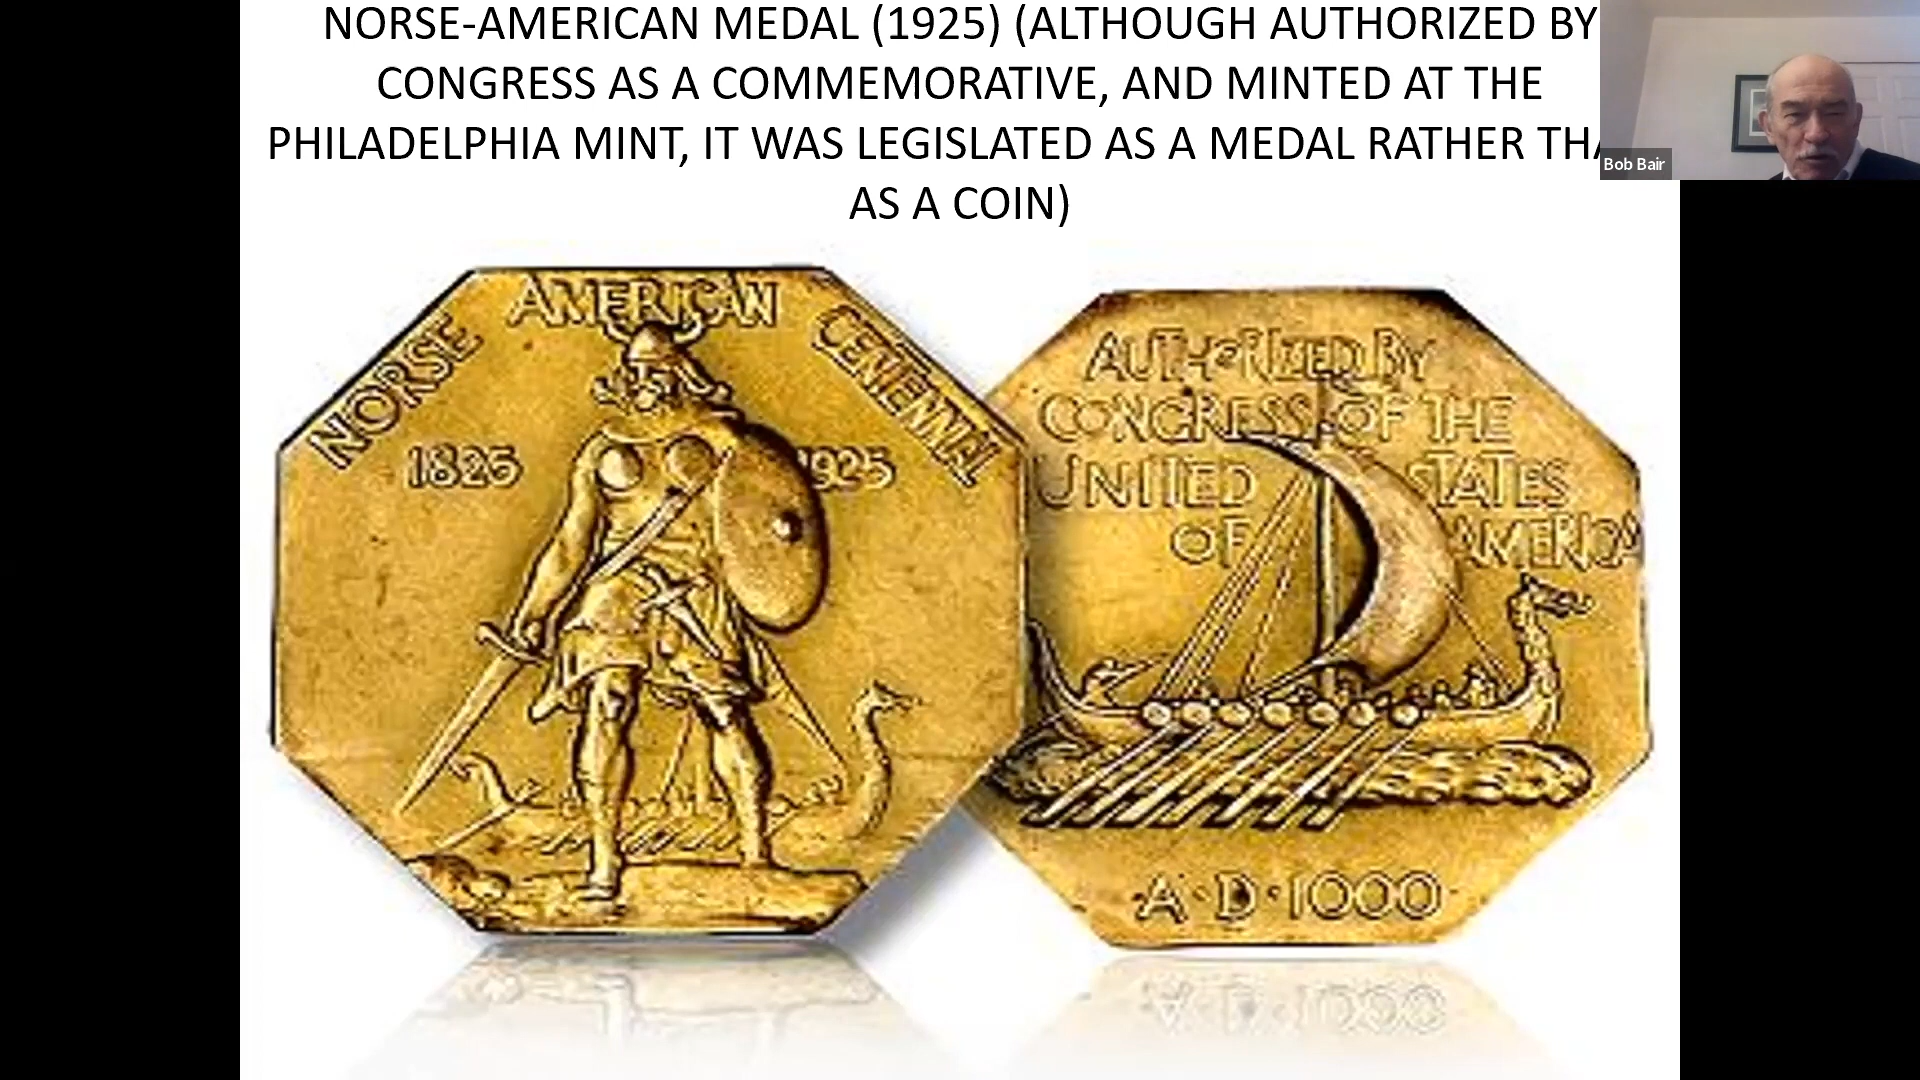 NORSE-AMERICAN MEDAL (1925) (ALTHOUGH AUTHORIZED BY
CONGRESS AS A COMMEMORATIVE, AND MINTED AT THE
PHILADELPHIA MINT, IT WAS LEGISLATED AS A MEDAL RATHER THA
AS A COIN)
Bob Bair
NORSE AMERICAN CENTENNIAL
1825 1925
AUTHORIZED BY
CONGRESS OF THE
UNITED STATES
OF AMERICA
A·D·1000